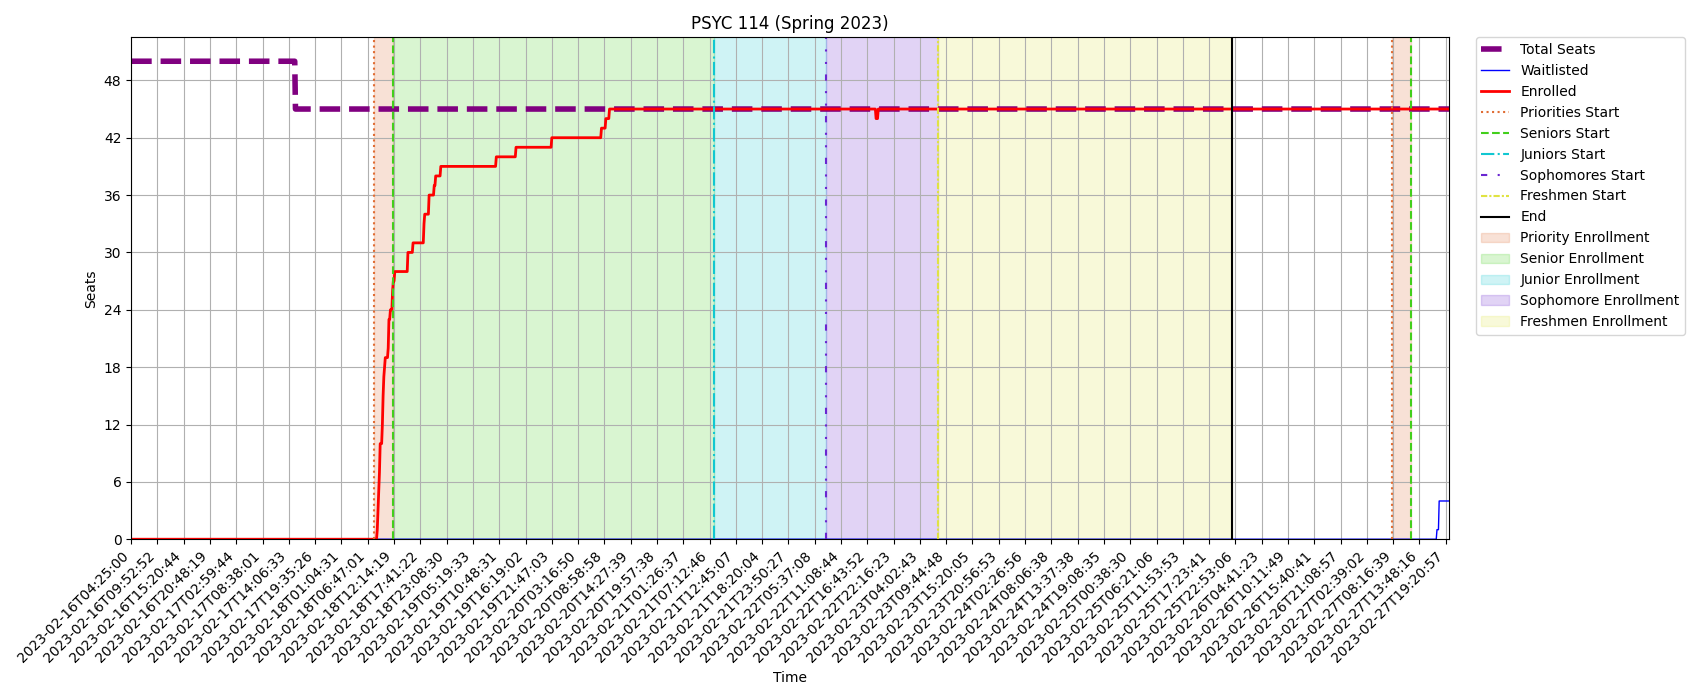 PSYC 114 (Spring 2023)
Seats
48
42
36
30
24
18
12
6
0
2023-02-16T04:25:00
2023-02-16T09:52:52
2023-02-16T15:20:44
2023-02-16T20:48:19
2023-02-17T02:59:44
2023-02-17T08:38:01
2023-02-17T14:06:33
2023-02-17T19:35:26
2023-02-18T01:04:31
2023-02-18T06:47:01
2023-02-18T12:14:19
2023-02-18T17:41:22
2023-02-18T23:08:30
2023-02-19T05:19:33
2023-02-19T10:48:31
2023-02-19T16:19:02
2023-02-19T21:47:03
2023-02-20T03:16:50
2023-02-20T08:58:58
2023-02-20T14:27:39
2023-02-20T19:57:38
2023-02-21T01:26:37
2023-02-21T07:12:46
2023-02-21T12:45:07
2023-02-21T18:20:04
2023-02-21T23:50:27
2023-02-22T05:37:08
2023-02-22T11:08:44
2023-02-22T16:43:52
2023-02-22T22:16:23
2023-02-23T04:02:43
2023-02-23T09:44:48
2023-02-23T15:20:05
2023-02-23T20:56:53
2023-02-24T02:26:56
2023-02-24T08:06:38
2023-02-24T13:37:38
2023-02-24T19:08:35
2023-02-25T00:38:30
2023-02-25T06:21:06
2023-02-25T11:53:53
2023-02-25T17:23:41
2023-02-25T22:53:06
2023-02-26T04:41:23
2023-02-26T10:11:49
2023-02-26T15:40:41
2023-02-26T21:08:57
2023-02-27T02:39:02
2023-02-27T08:16:39
2023-02-27T13:48:16
2023-02-27T19:20:57
Time
Total Seats
Waitlisted
Enrolled
Priorities Start
Seniors Start
Juniors Start
Sophomores Start
Freshmen Start
End
Priority Enrollment
Senior Enrollment
Junior Enrollment
Sophomore Enrollment
Freshmen Enrollment